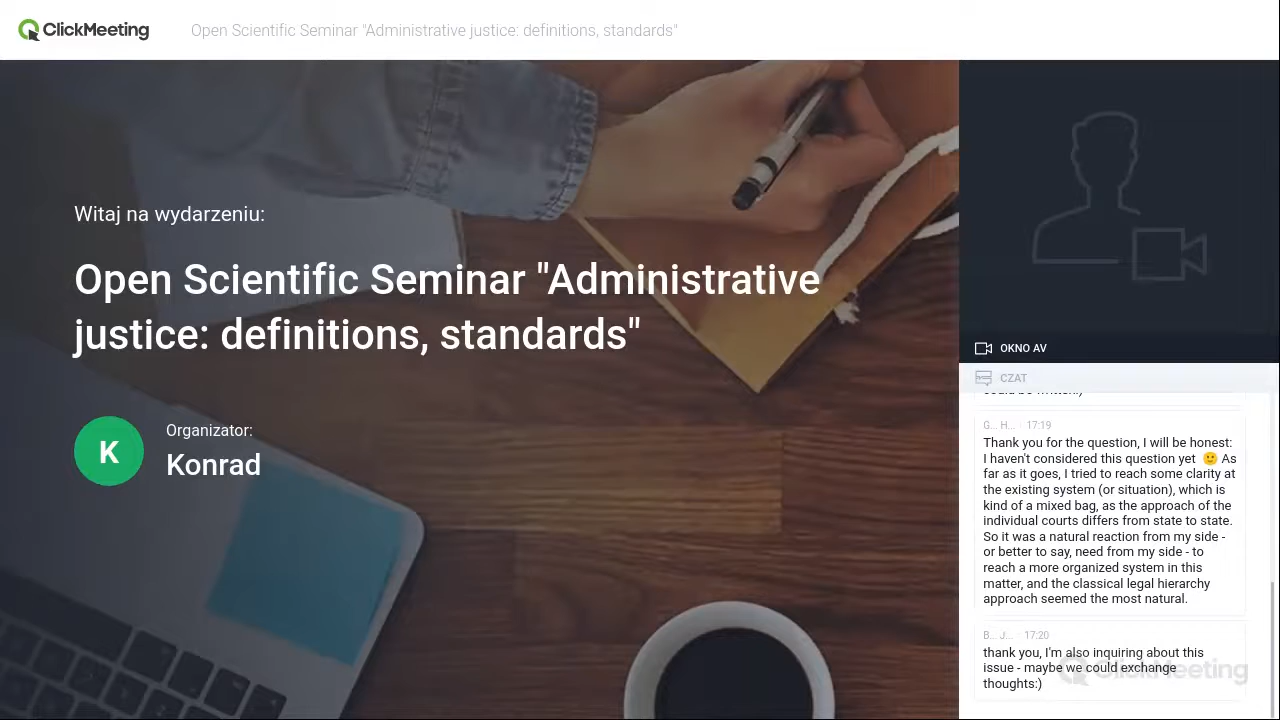 ClickMeeting
Open Scientific Seminar "Administrative justice: definitions, standards"
Witaj na wydarzeniu:
Open Scientific Seminar "Administrative
justice: definitions, standards"
K
Organizator:
Konrad
OKNO AV
CZAT
G... H... 17:19
Thank you for the question, I will be honest:
I haven't considered this question yet 🙂 As
far as it goes, I tried to reach some clarity at
the existing system (or situation), which is
kind of a mixed bag, as the approach of the
individual courts differs from state to state.
So it was a natural reaction from my side -
or better to say, need from my side - to
reach a more organized system in this
matter, and the classical legal hierarchy
approach seemed the most natural.
B... J... 17:20
thank you, I'm also inquiring about this
issue - maybe we could exchange
thoughts:)
ClickMeeting